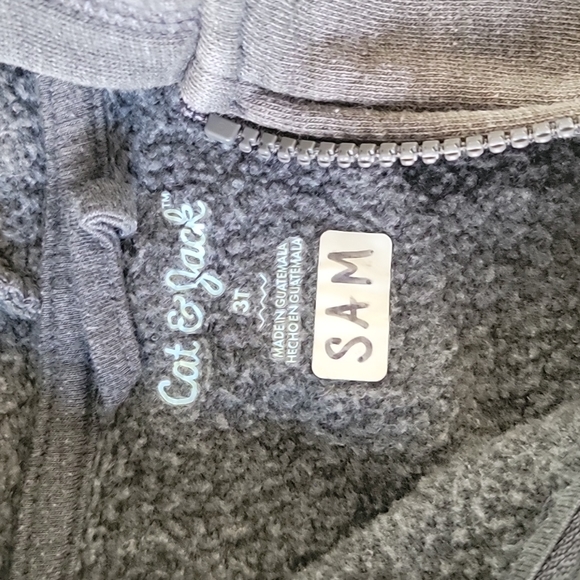 Cat & Jack™
3T
MADE IN GUATEMALA
HECHO EN GUATEMALA
SAM